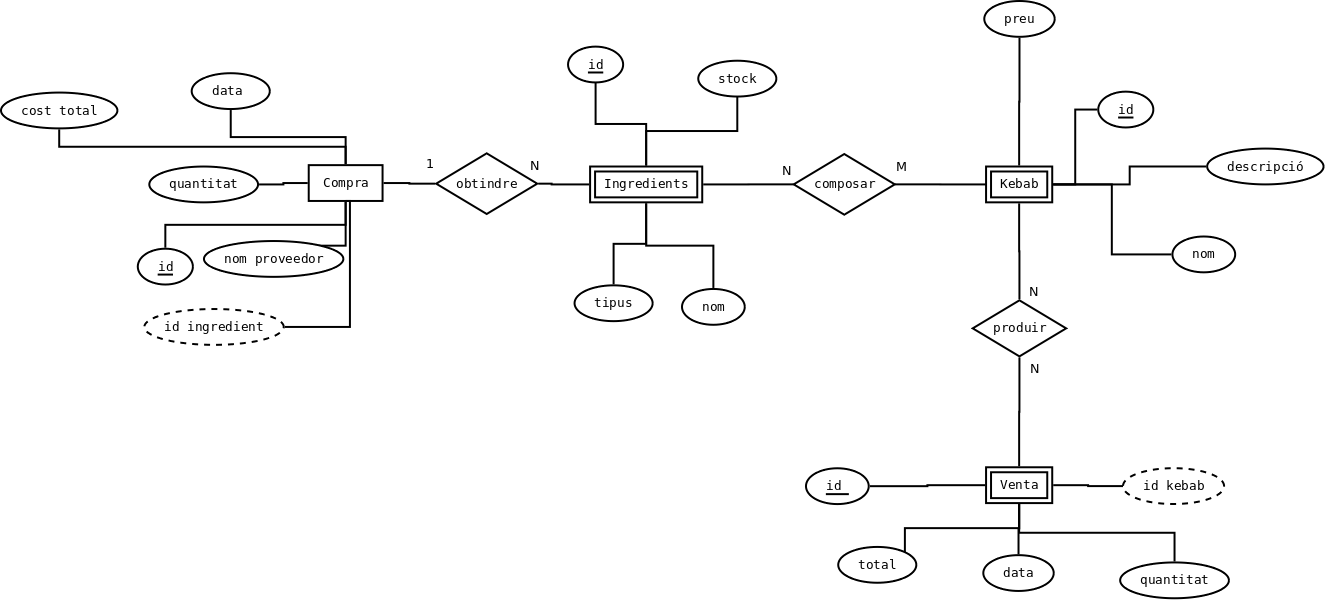 preu
id
stock
data
cost total
id
descripció
1
obtindre
N
N
composar
M
quantitat
Compra
Ingredients
Kebab
nom
id
nom proveedor
id ingredient
tipus
nom
N
produir
N
id
Venta
id kebab
total
data
quantitat